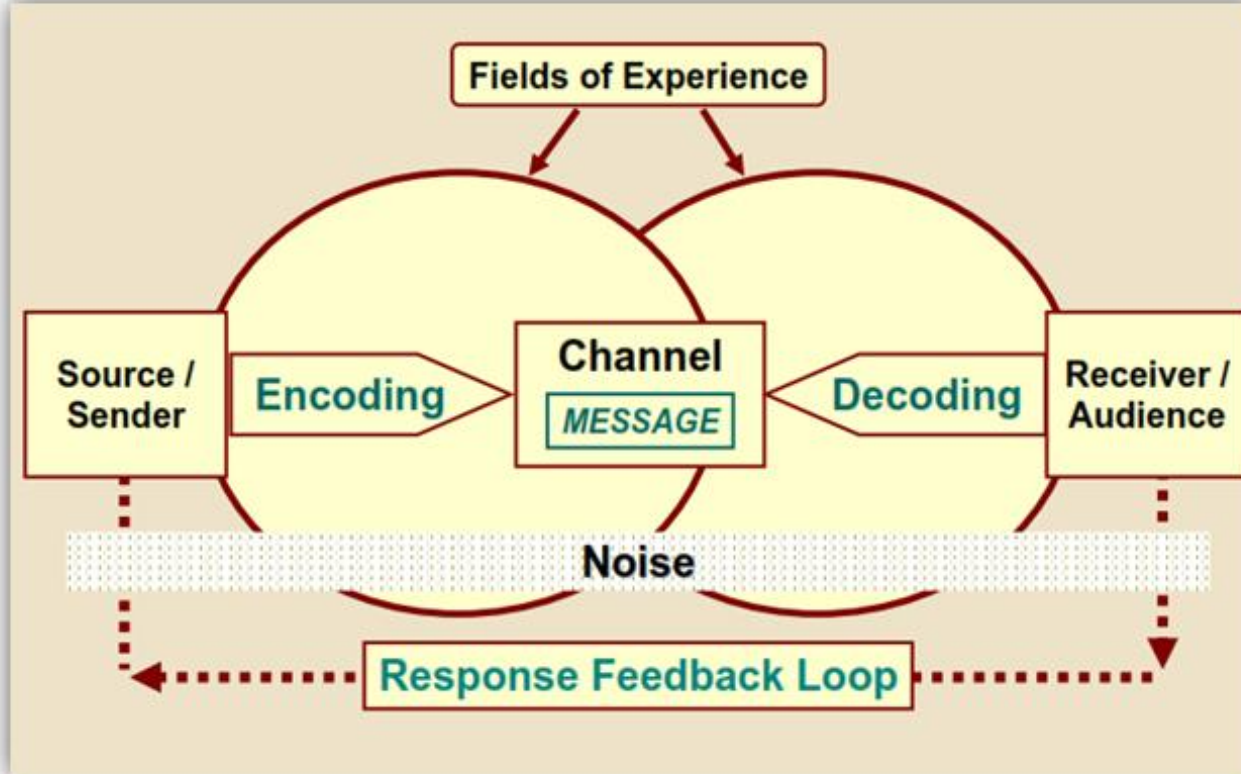 Fields of Experience
Source /
Sender
Encoding
Channel
MESSAGE
Decoding
Receiver /
Audience
Noise
Response Feedback Loop